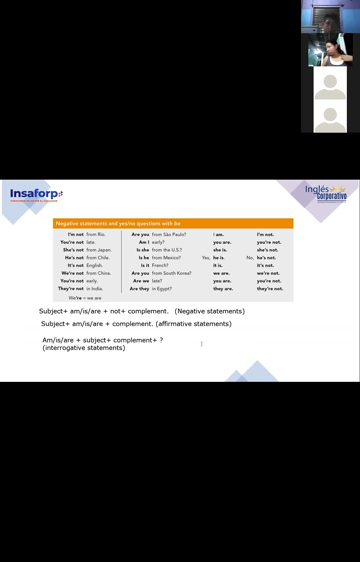 Insaforp
Inglés
Corporativo
Negative statements and yes/no questions with be
I'm not from Rio. Are you from São Paulo? I am. I'm not.
You're not late. Am I early? you are. you're not.
She's not from Japan. Is she from the U.S.? she is. she's not.
He's not from Chile. Is he from Mexico? Yes, he is. No, he's not.
It's not English. Is it French? it is. it's not.
We're not from China. Are you from South Korea? we are. we're not.
You're not early. Are we late? you are. you're not.
They're not in India. Are they in Egypt? they are. they're not.
We're = we are
Subject+ am/is/are + not+ complement. (Negative statements)
Subject+ am/is/are + complement. (affirmative statements)
Am/is/are + subject+ complement+ ?
(interrogative statements)